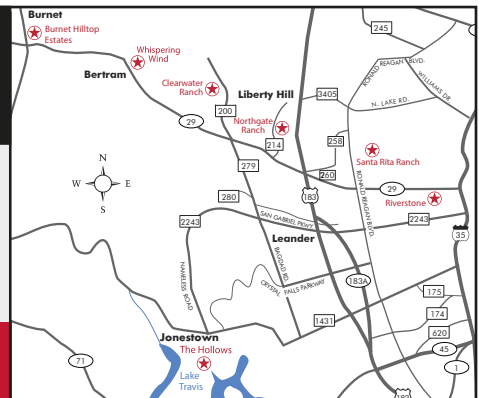 Burnet
Burnet Hilltop
Estates
245
Whispering
Wind
RONALD REAGAN BLVD.
Bertram
WILLIAMS DR.
Clearwater
Ranch
Liberty Hill
3405
N. LAKE RD.
200
29
Northgate
Ranch
258
214
Santa Rita Ranch
N
279
260
W
E
29
280
183
Riverstone
S
RONALD REAGAN BLVD.
2243
SAN GABRIEL PKWY
2243
35
Leander
NAMELESS ROAD
BAGDAD RD.
183A
CRYSTAL FALLS PARKWAY
175
174
1431
620
Jonestown
45
The Hollows
71
1
Lake
Travis